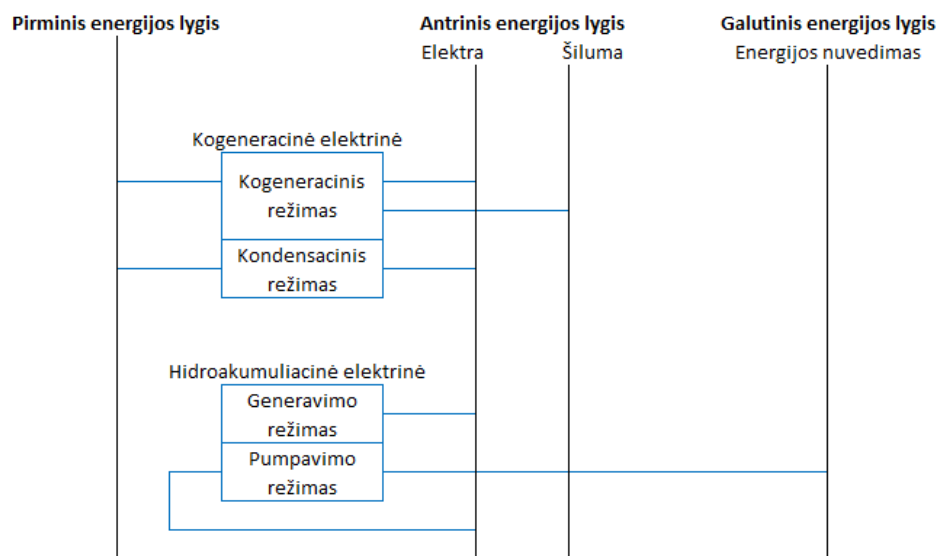 Pirminis energijos lygis
Antrinis energijos lygis
Galutinis energijos lygis
Elektra
Šiluma
Energijos nuvedimas
Kogeneracinė elektrinė
Kogeneracinis
režimas
Kondensacinis
režimas
Hidroakumuliacinė elektrinė
Generavimo
režimas
Pumpavimo
režimas